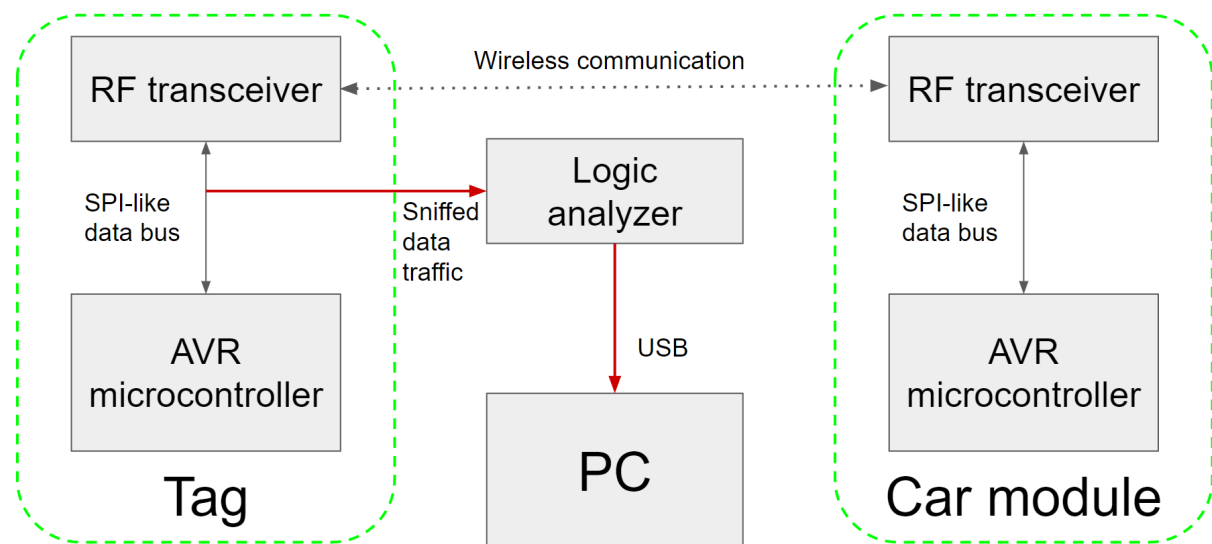 RF transceiver
Wireless communication
RF transceiver
SPI-like
data bus
Logic
analyzer
Sniffed
data
traffic
SPI-like
data bus
AVR
microcontroller
USB
AVR
microcontroller
PC
Tag
Car module